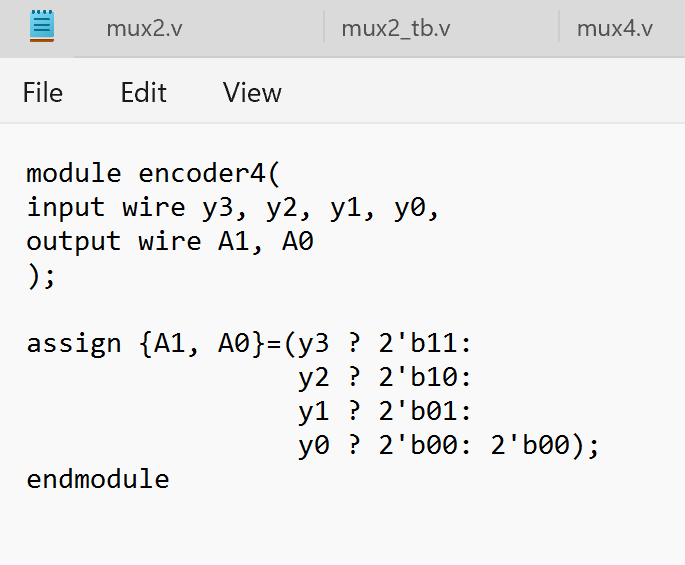 mux2.v mux2_tb.v mux4.v
File Edit View
module encoder4(
input wire y3, y2, y1, y0,
output wire A1, A0
);
assign {A1, A0}=(y3 ? 2'b11:
y2 ? 2'b10:
y1 ? 2'b01:
y0 ? 2'b00: 2'b00);
endmodule